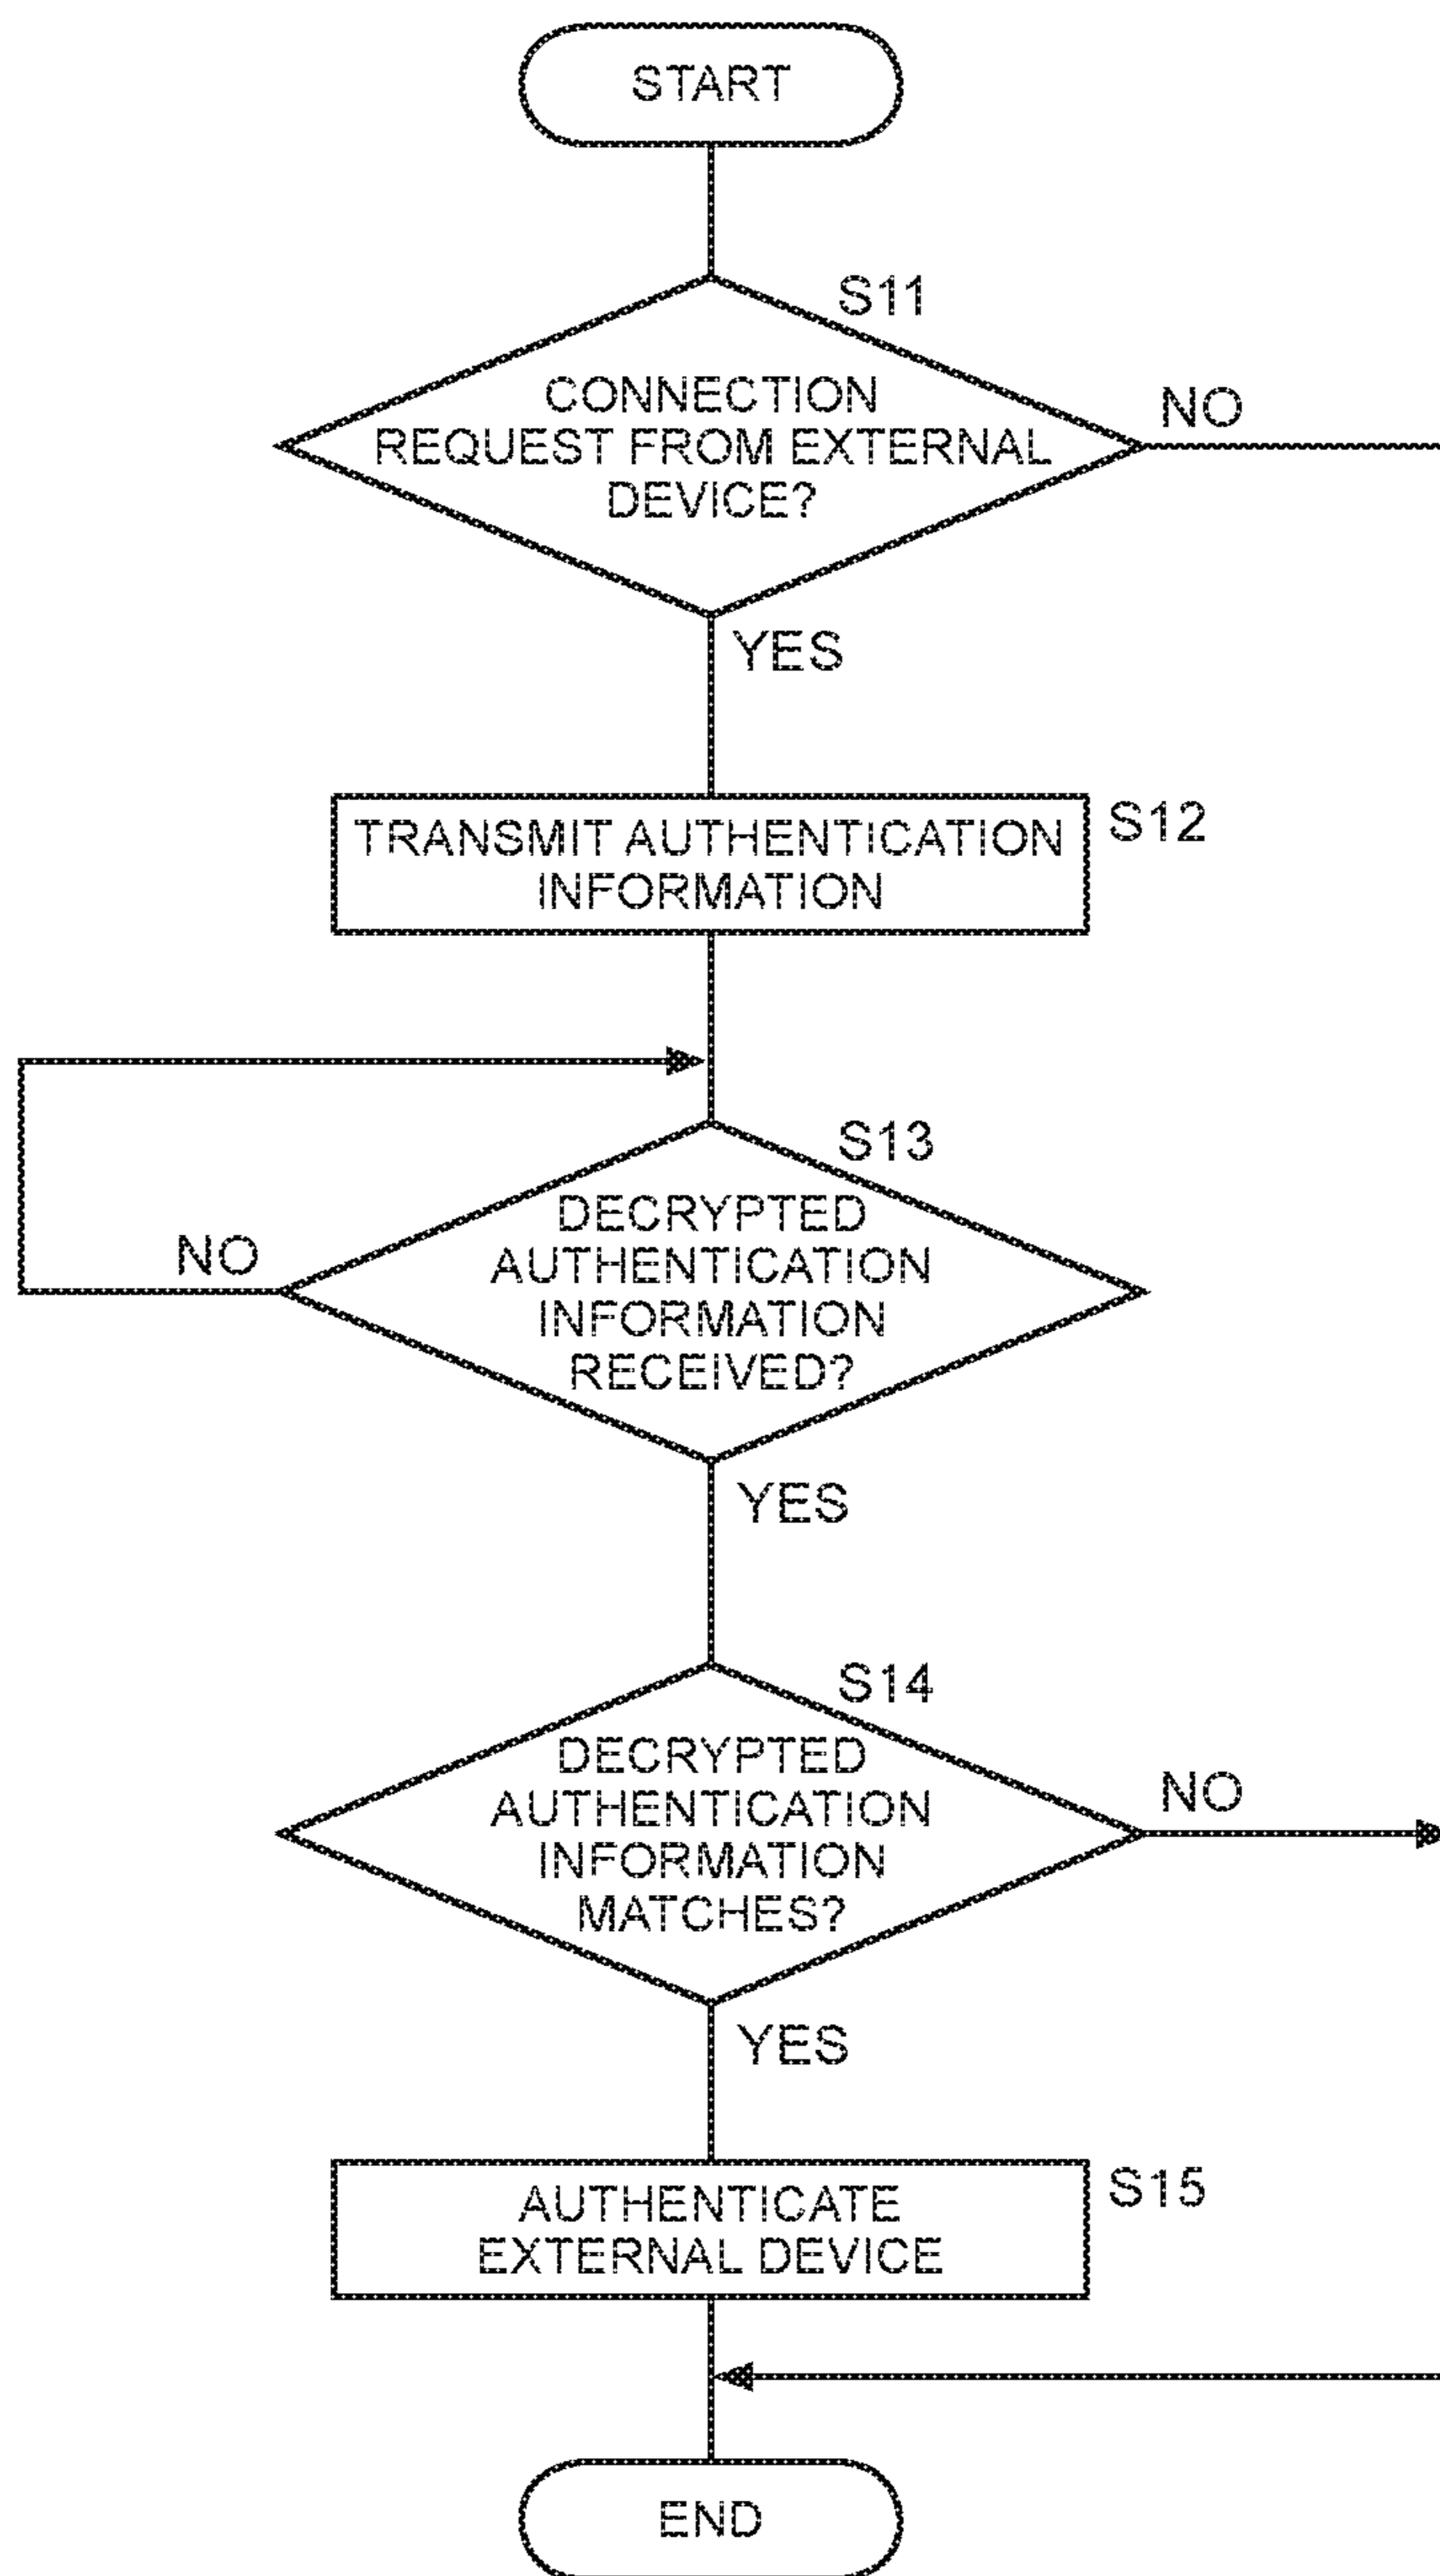 START
S11
CONNECTION
REQUEST FROM EXTERNAL
DEVICE?
NO
YES
S12
TRANSMIT AUTHENTICATION
INFORMATION
S13
DECRYPTED
AUTHENTICATION
INFORMATION
RECEIVED?
NO
YES
S14
DECRYPTED
AUTHENTICATION
INFORMATION
MATCHES?
NO
YES
S15
AUTHENTICATE
EXTERNAL DEVICE
END